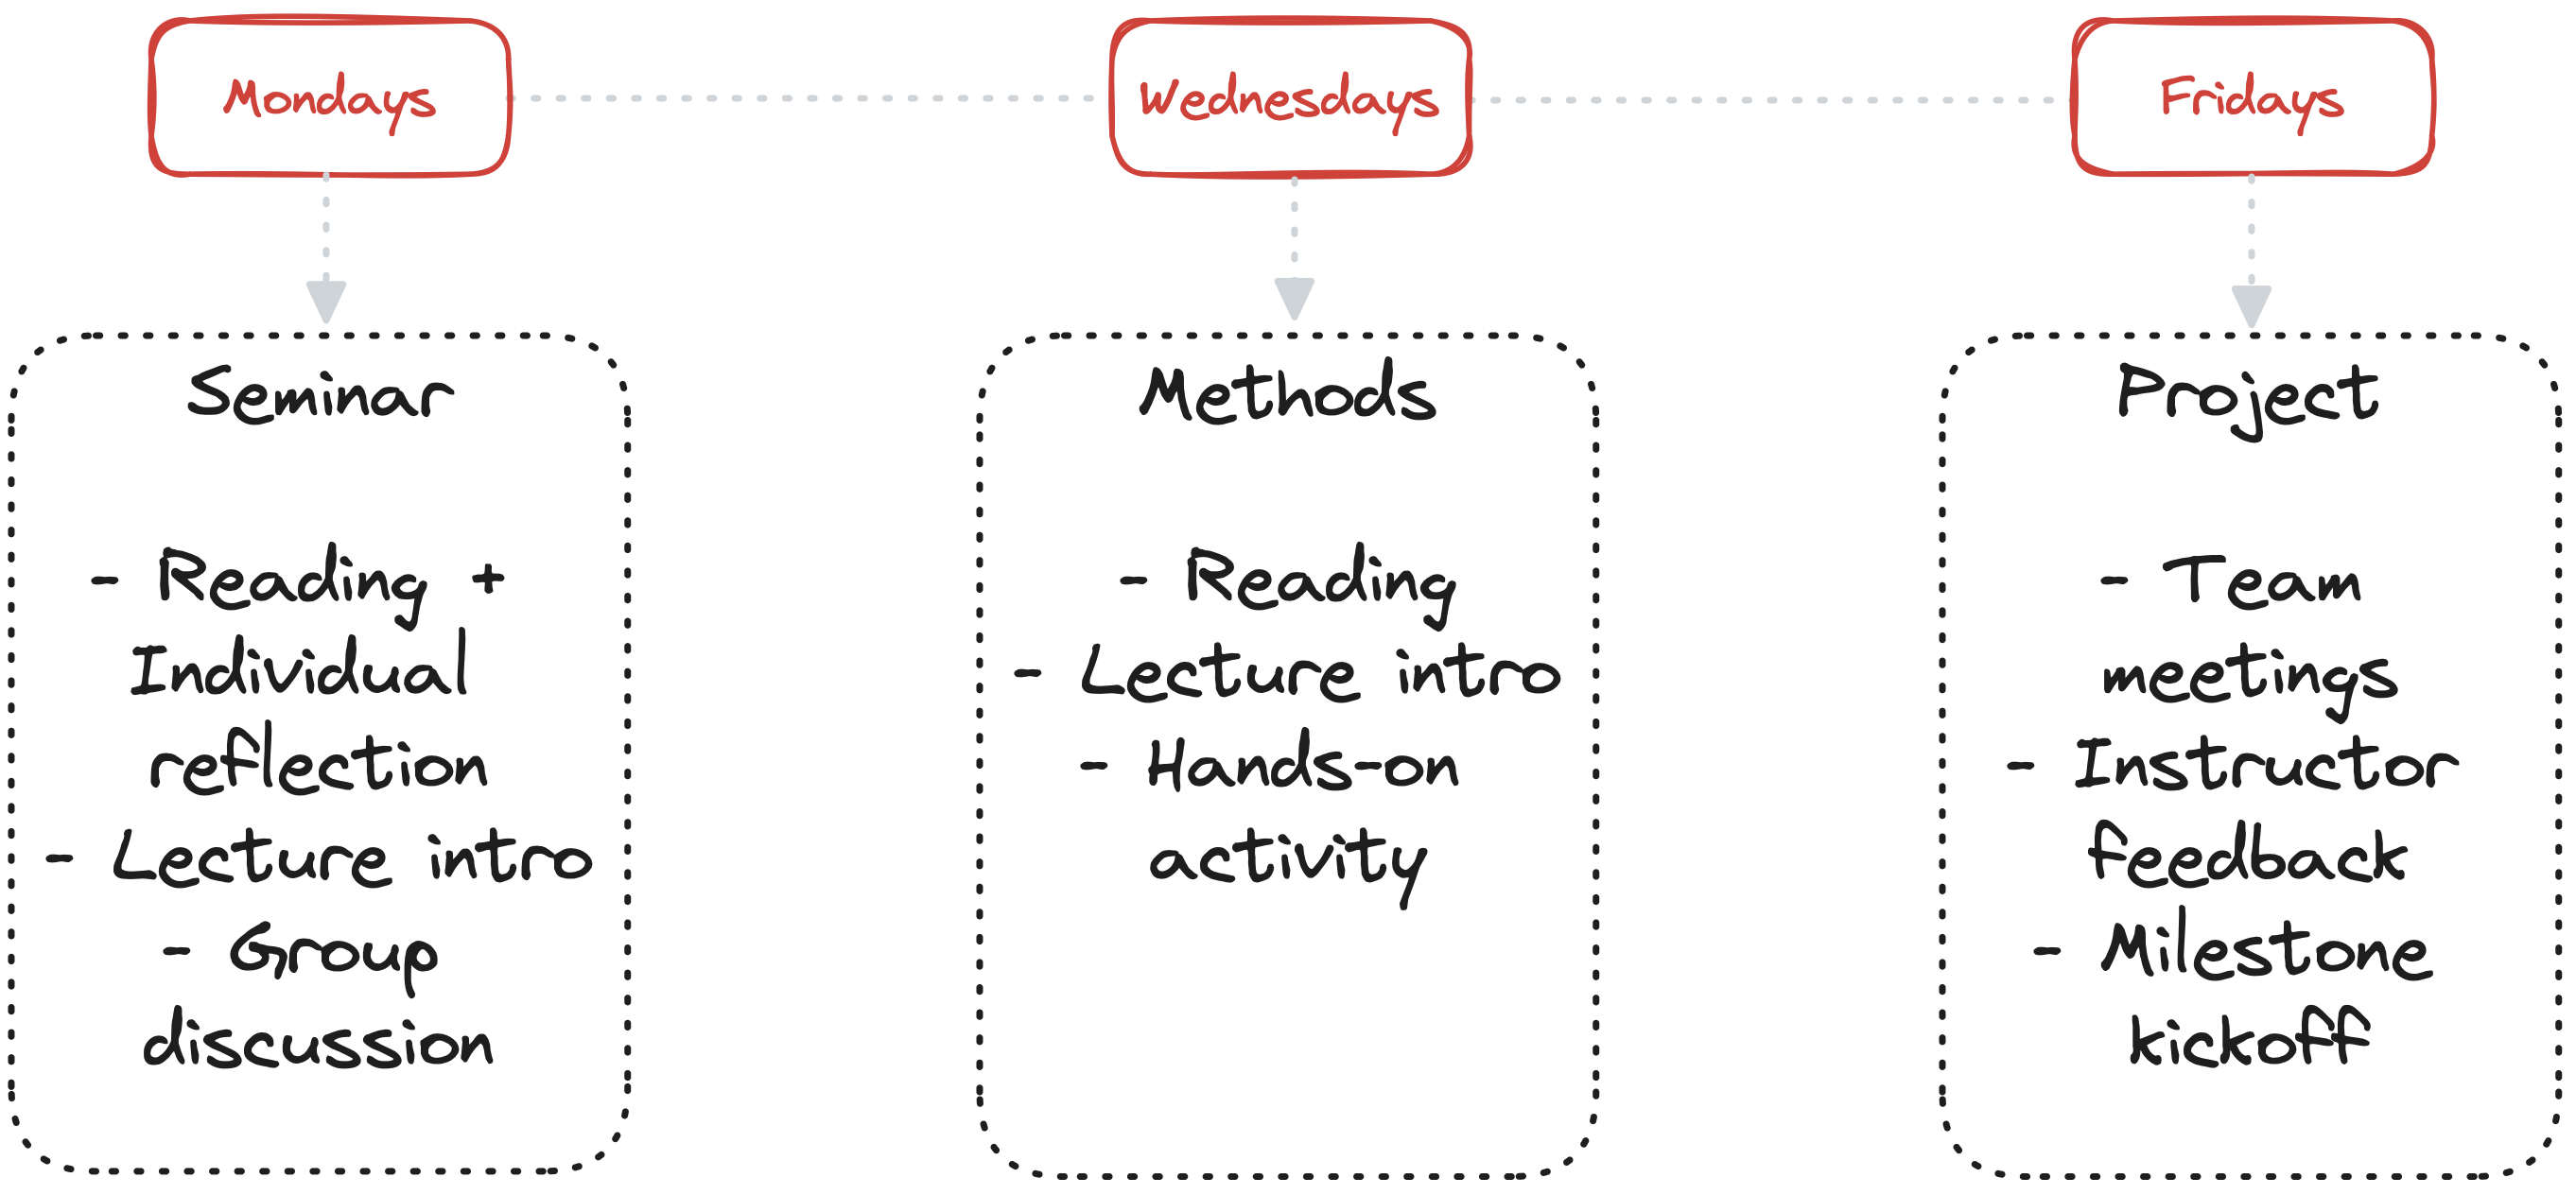 Mondays
Wednesdays
Fridays
Seminar
- Reading +
Individual
reflection
- Lecture intro
- Group
discussion
Methods
- Reading
- Lecture intro
- Hands-on
activity
Project
- Team
meetings
- Instructor
feedback
- Milestone
kickoff